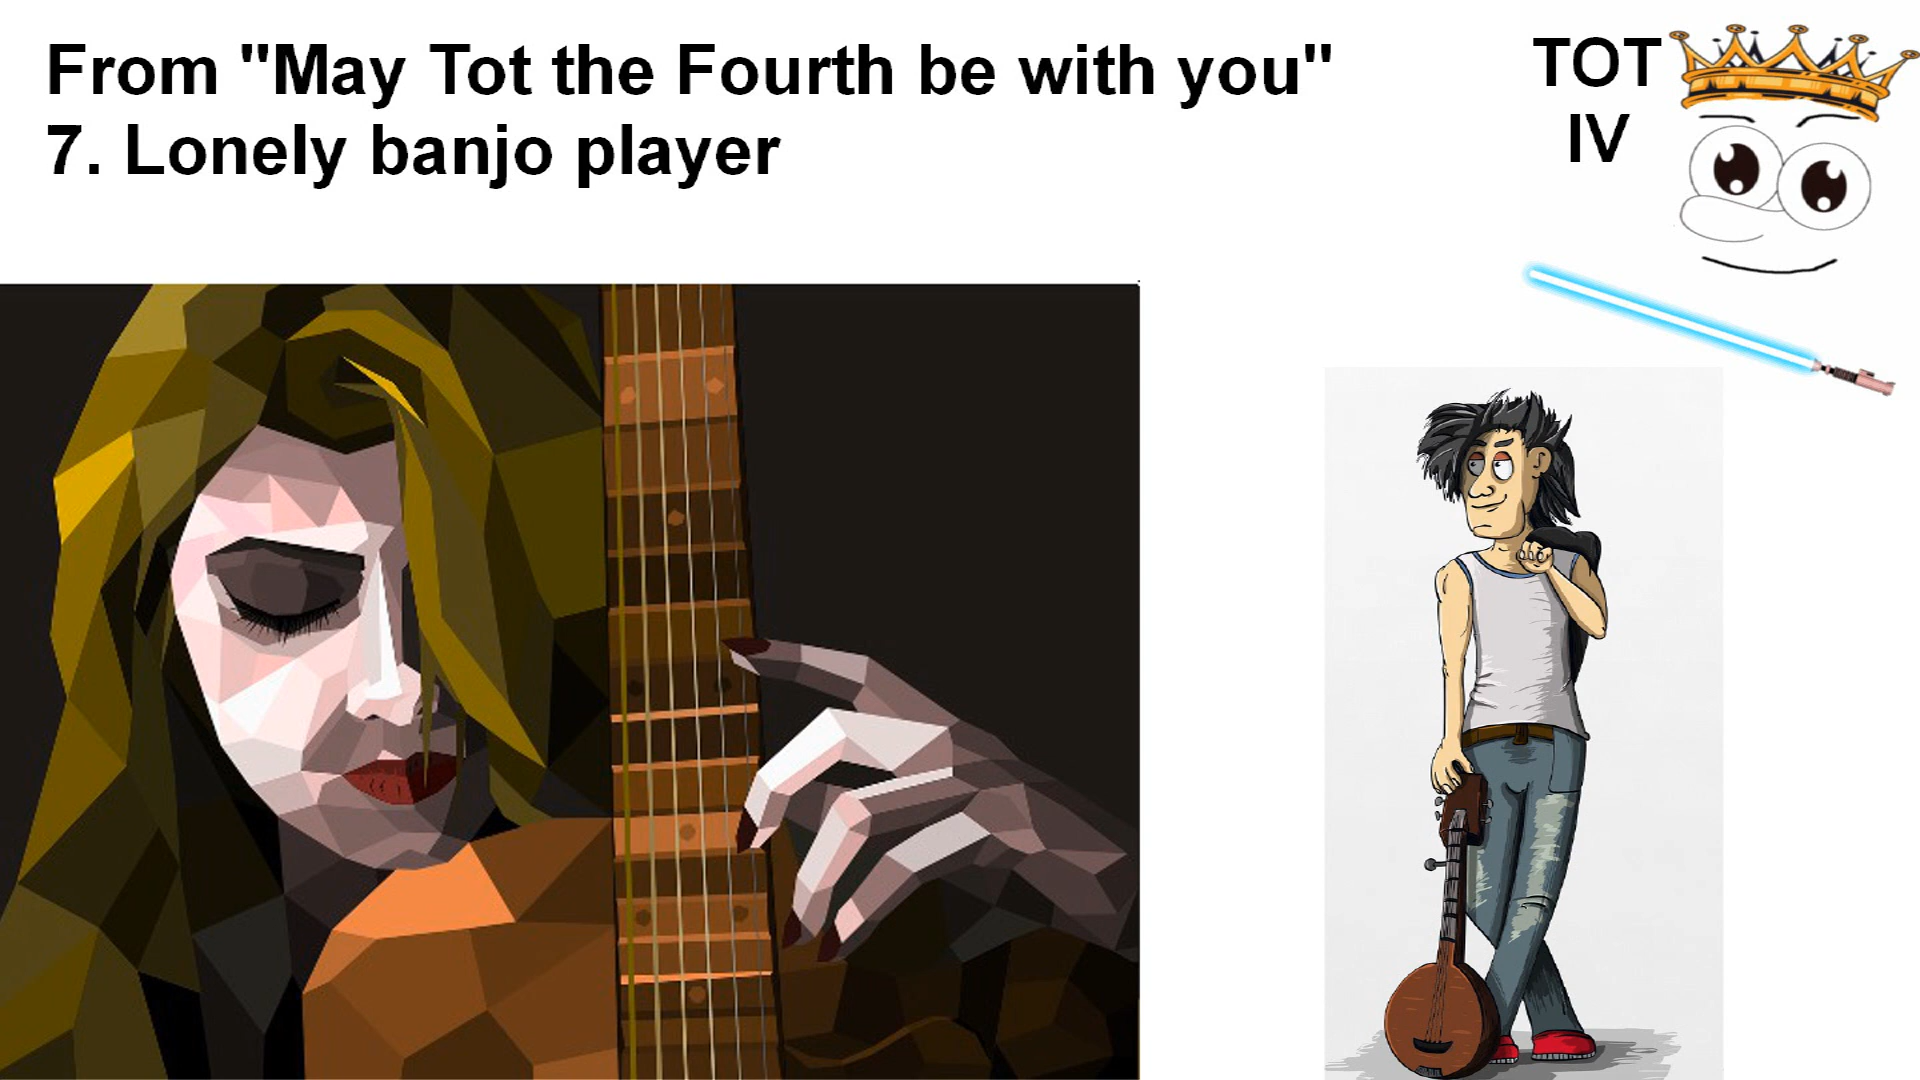 From "May Tot the Fourth be with you"
7. Lonely banjo player
TOT
IV